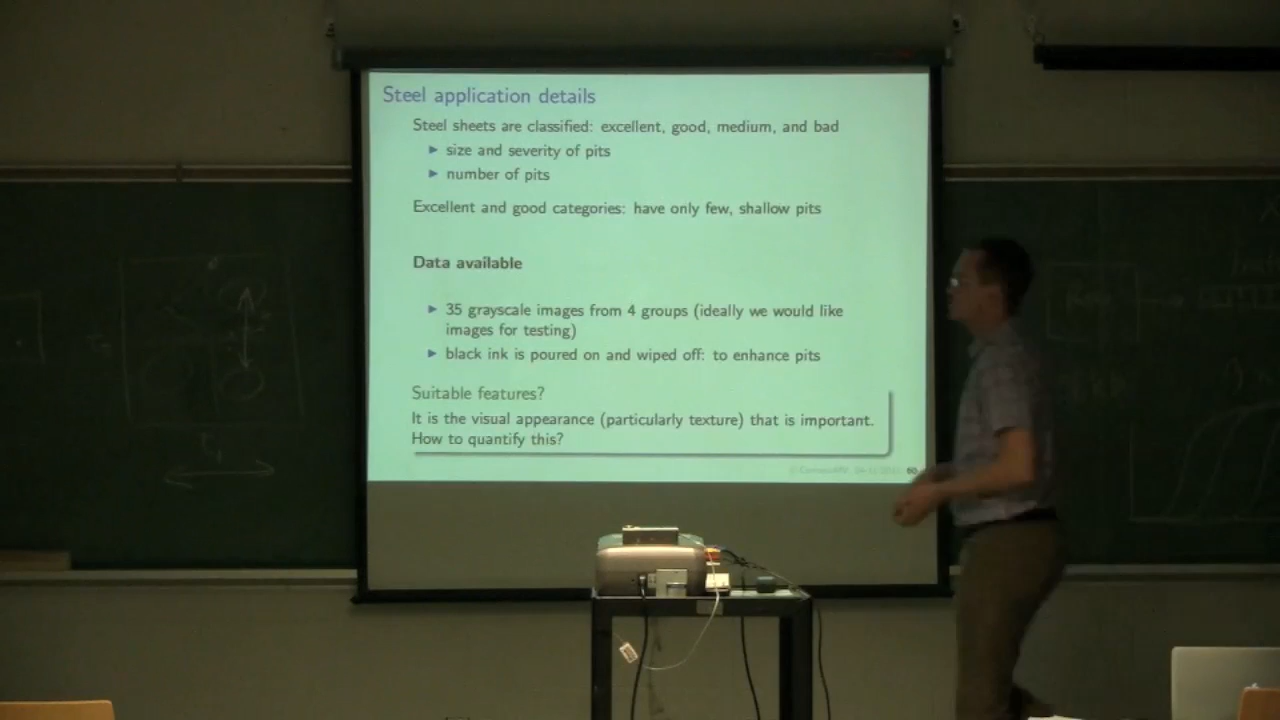 Steel application details
Steel sheets are classified: excellent, good, medium, and bad
size and severity of pits
number of pits
Excellent and good categories: have only few, shallow pits
Data available
35 grayscale images from 4 groups (ideally we would like
images for testing)
black ink is poured on and wiped off: to enhance pits
Suitable features?
It is the visual appearance (particularly texture) that is important.
How to quantify this?
60